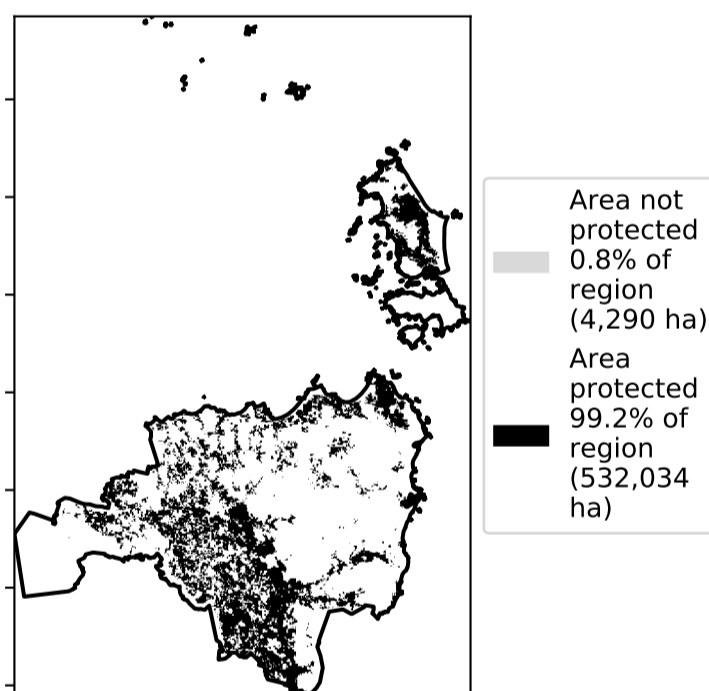 Area not
protected
0.8% of
region
(4,290 ha)
Area
protected
99.2% of
region
(532,034
ha)